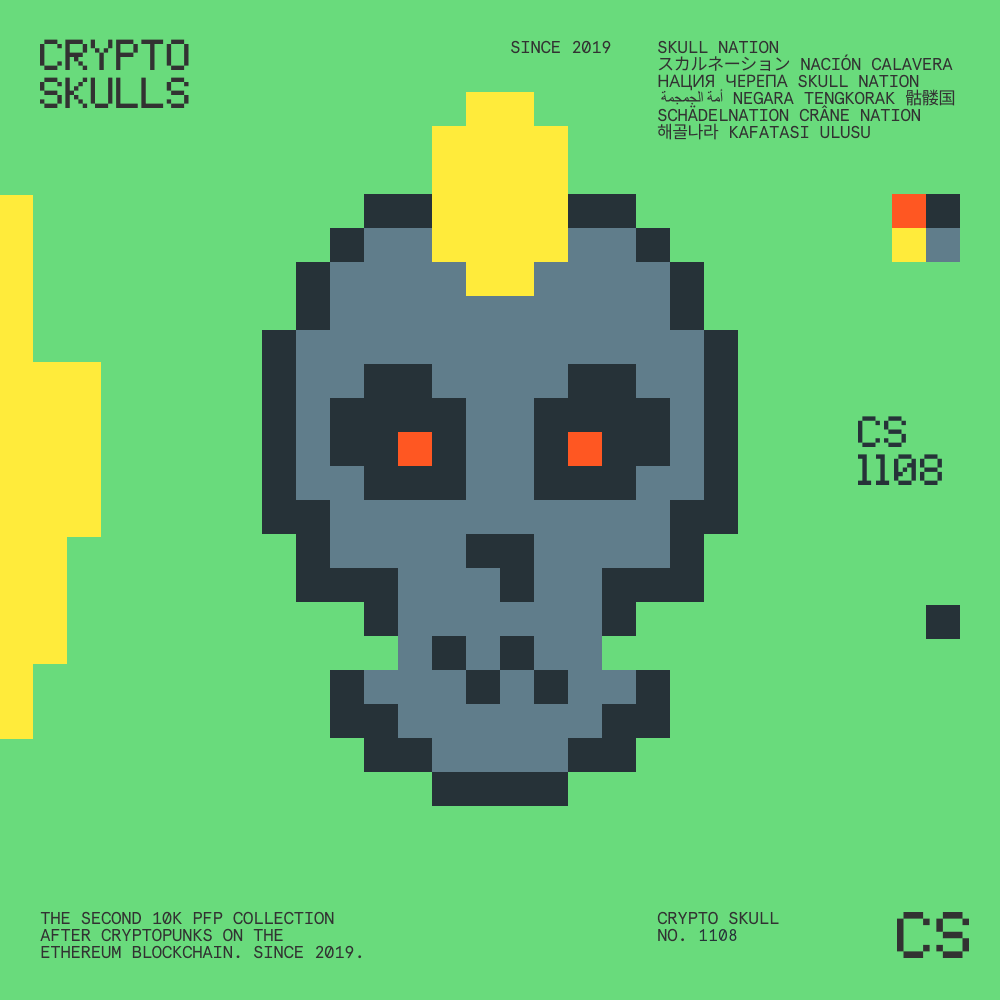 CRYPTO
SKULLS
SINCE 2019
SKULL NATION
スカルネーション NACIÓN CALAVERA
НАЦИЯ ЧЕРЕПА SKULL NATION
أمة الجمجمة NEGARA TENGKORAK 骷髅国
SCHÄDELNATION CRÂNE NATION
해골나라 KAFATASI ULUSU
CS
1108
THE SECOND 10K PFP COLLECTION
AFTER CRYPTOPUNKS ON THE
ETHEREUM BLOCKCHAIN. SINCE 2019.
CRYPTO SKULL
NO. 1108
CS